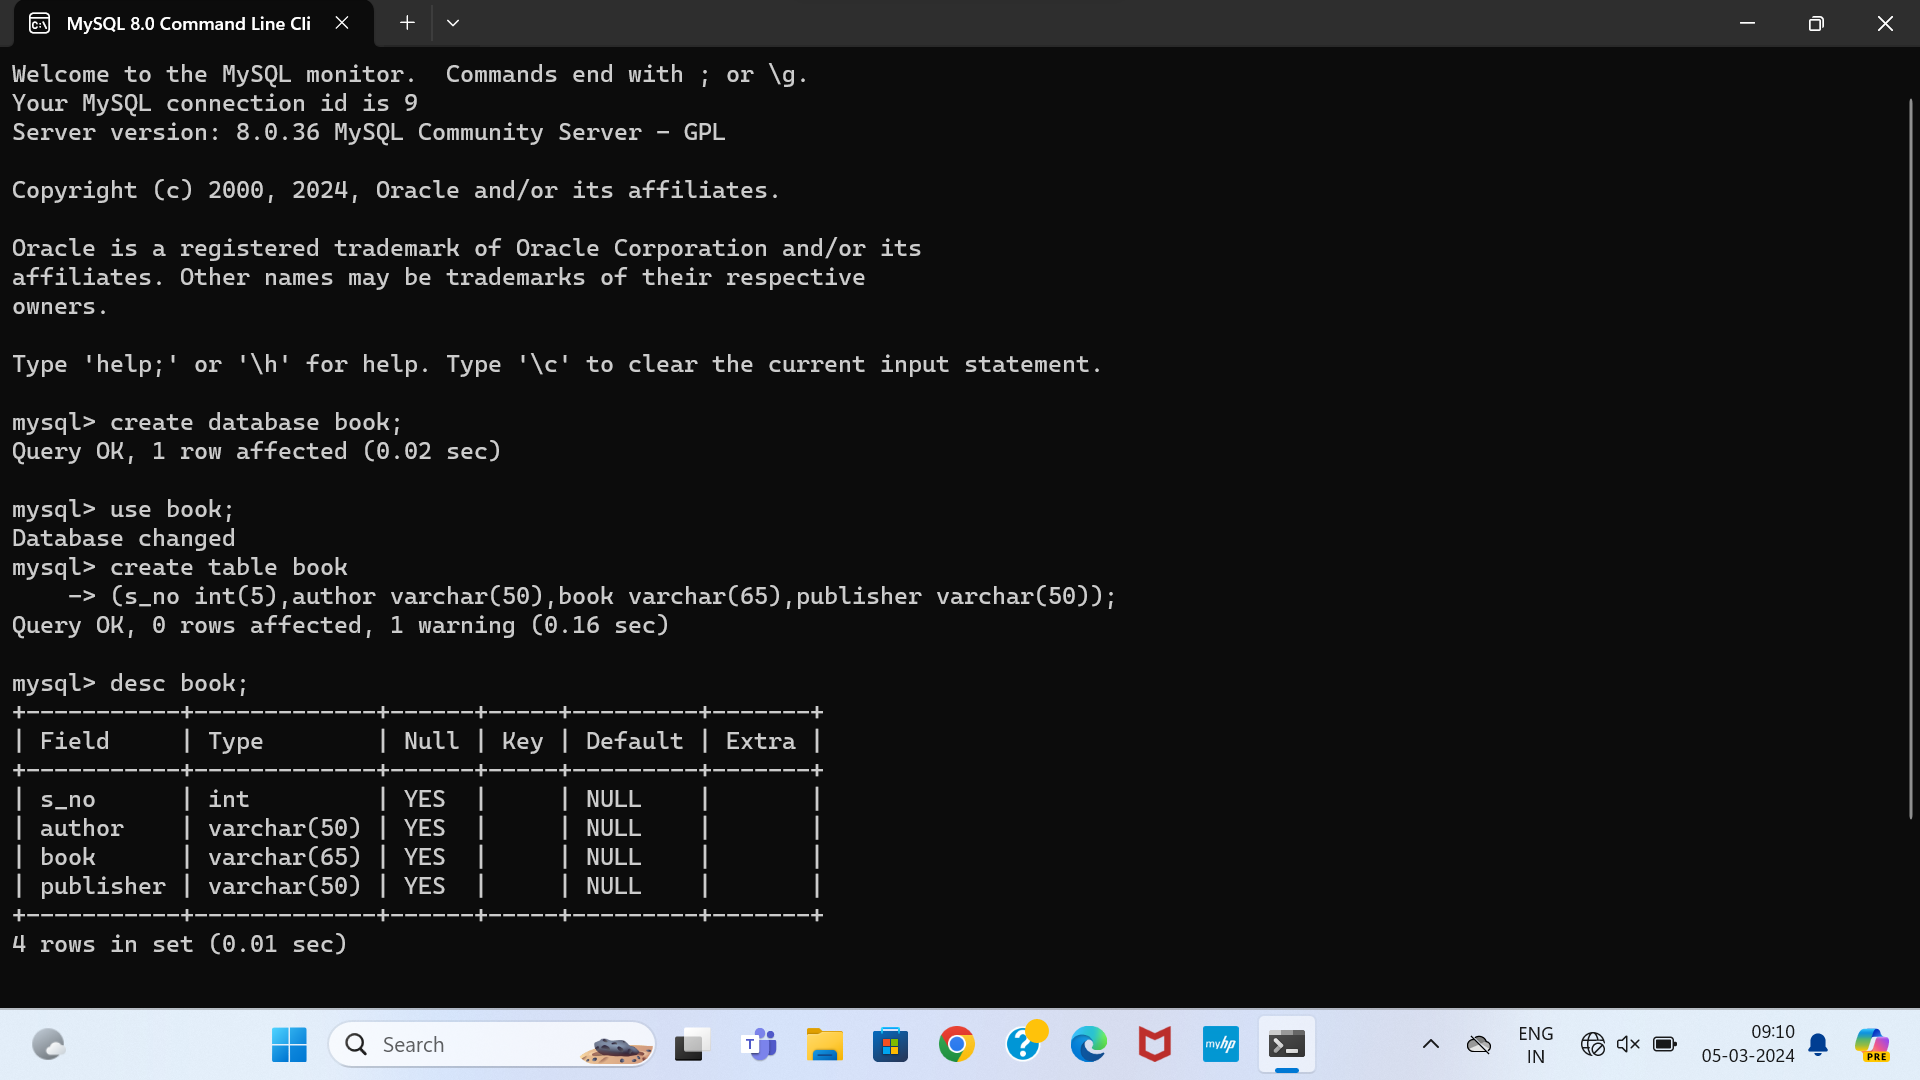 MySQL 8.0 Command Line Cli
Welcome to the MySQL monitor.  Commands end with ; or \g.
Your MySQL connection id is 9
Server version: 8.0.36 MySQL Community Server - GPL
Copyright (c) 2000, 2024, Oracle and/or its affiliates.
Oracle is a registered trademark of Oracle Corporation and/or its
affiliates. Other names may be trademarks of their respective
owners.
Type 'help;' or '\h' for help. Type '\c' to clear the current input statement.
mysql> create database book;
Query OK, 1 row affected (0.02 sec)
mysql> use book;
Database changed
mysql> create table book
    -> (s_no int(5),author varchar(50),book varchar(65),publisher varchar(50));
Query OK, 0 rows affected, 1 warning (0.16 sec)
mysql> desc book;
+-----------+-------------+------+-----+---------+-------+
| Field     | Type        | Null | Key | Default | Extra |
+-----------+-------------+------+-----+---------+-------+
| s_no      | int         | YES  |     | NULL    |       |
| author    | varchar(50) | YES  |     | NULL    |       |
| book      | varchar(65) | YES  |     | NULL    |       |
| publisher | varchar(50) | YES  |     | NULL    |       |
+-----------+-------------+------+-----+---------+-------+
4 rows in set (0.01 sec)
Search
T
myhp
ENG
IN
09:10
05-03-2024
PRE